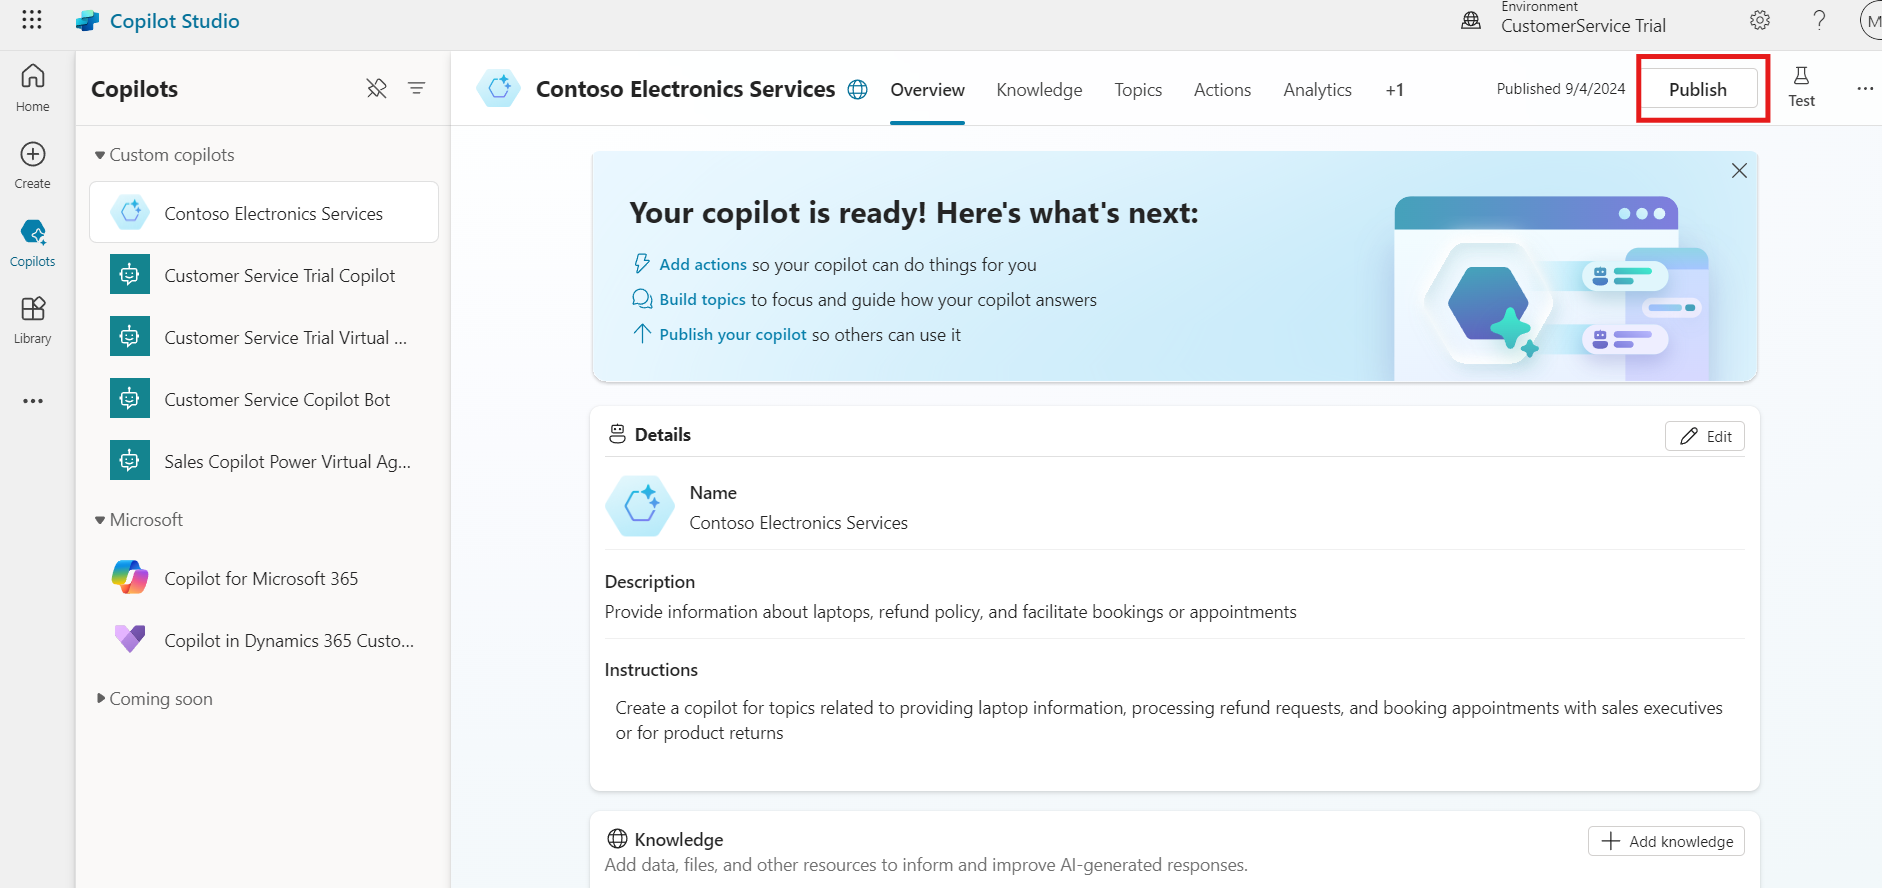 Copilot Studio
Environment
CustomerService Trial
M
Home
Create
Copilots
Library
Copilots
Custom copilots
Contoso Electronics Services
Customer Service Trial Copilot
Customer Service Trial Virtual ...
Customer Service Copilot Bot
Sales Copilot Power Virtual Ag...
Microsoft
Copilot for Microsoft 365
Copilot in Dynamics 365 Custo...
Coming soon
Contoso Electronics Services
Overview
Knowledge
Topics
Actions
Analytics
+1
Published 9/4/2024
Publish
Test
Your copilot is ready! Here's what's next:
Add actions so your copilot can do things for you
Build topics to focus and guide how your copilot answers
Publish your copilot so others can use it
Details
Edit
Name
Contoso Electronics Services
Description
Provide information about laptops, refund policy, and facilitate bookings or appointments
Instructions
Create a copilot for topics related to providing laptop information, processing refund requests, and booking appointments with sales executives
or for product returns
Knowledge
Add knowledge
Add data, files, and other resources to inform and improve AI-generated responses.